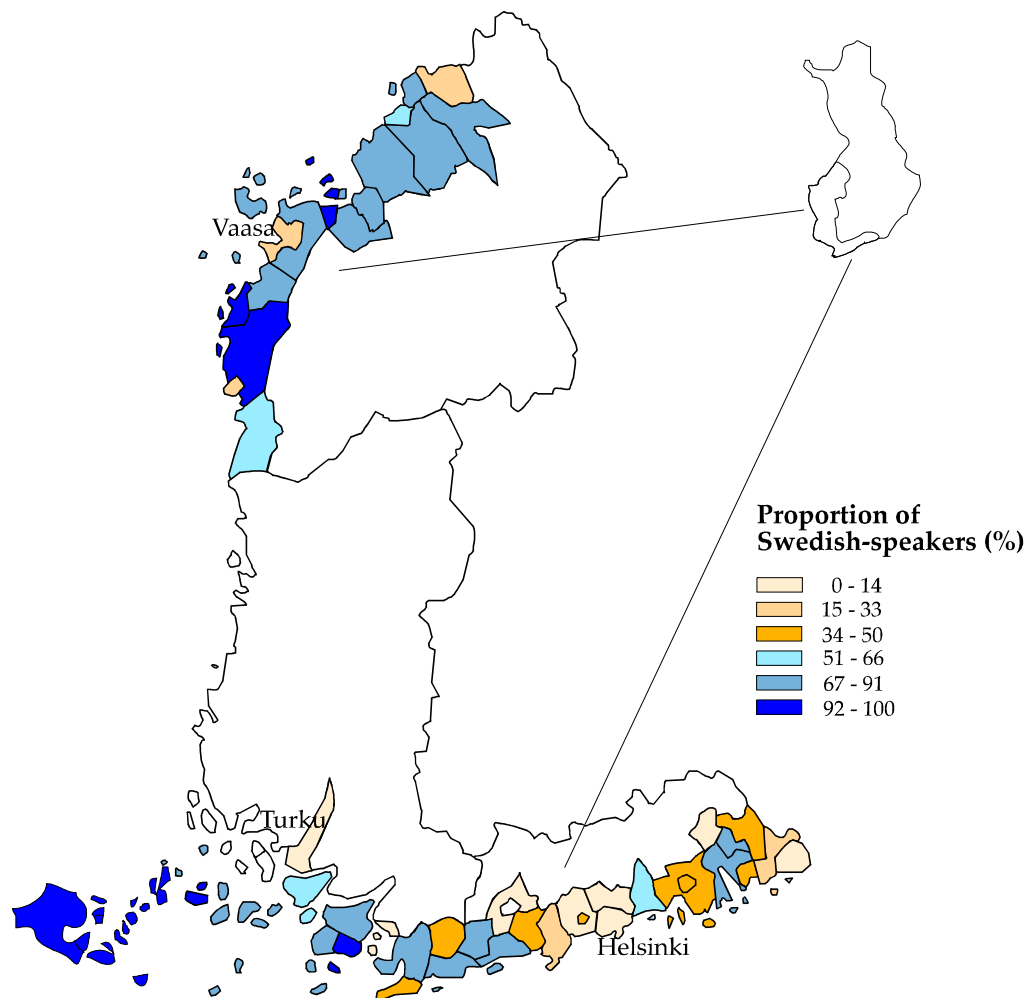 Vaasa
Proportion of
Swedish-speakers (%)
0 - 14
15 - 33
34 - 50
51 - 66
67 - 91
92 - 100
Turku
Helsinki